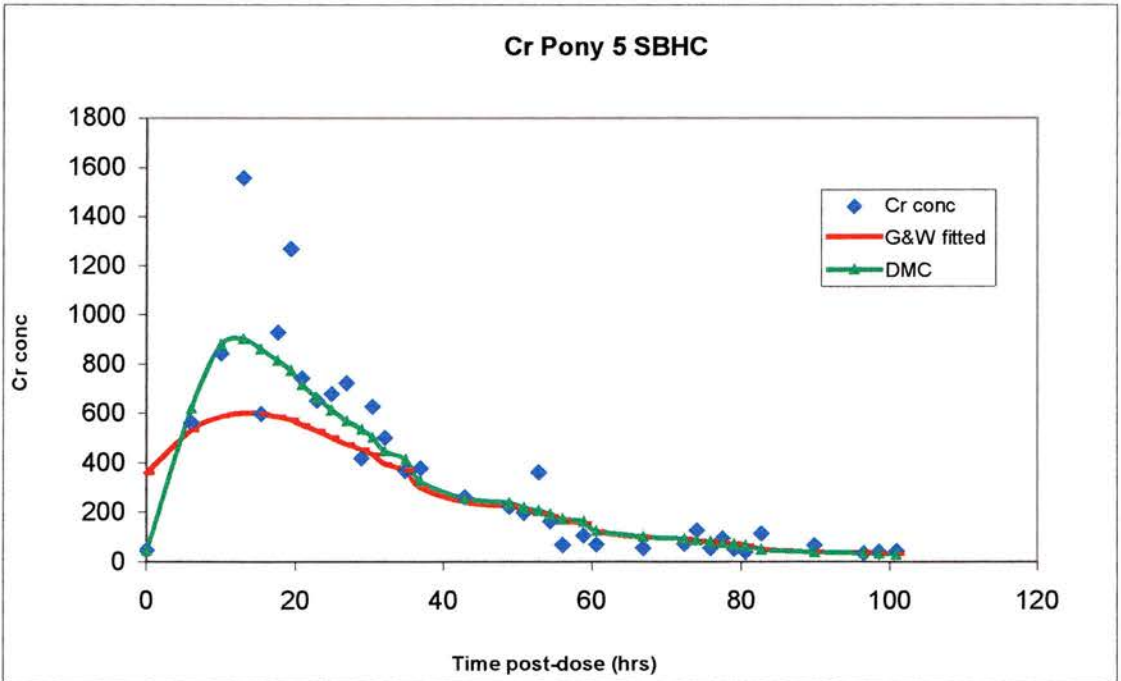 Cr Pony 5 SBHC
1800
1600
1400
1200
1000
800
600
400
200
0
Cr conc
Cr conc
G&W fitted
DMC
0 20 40 60 80 100 120
Time post-dose (hrs)